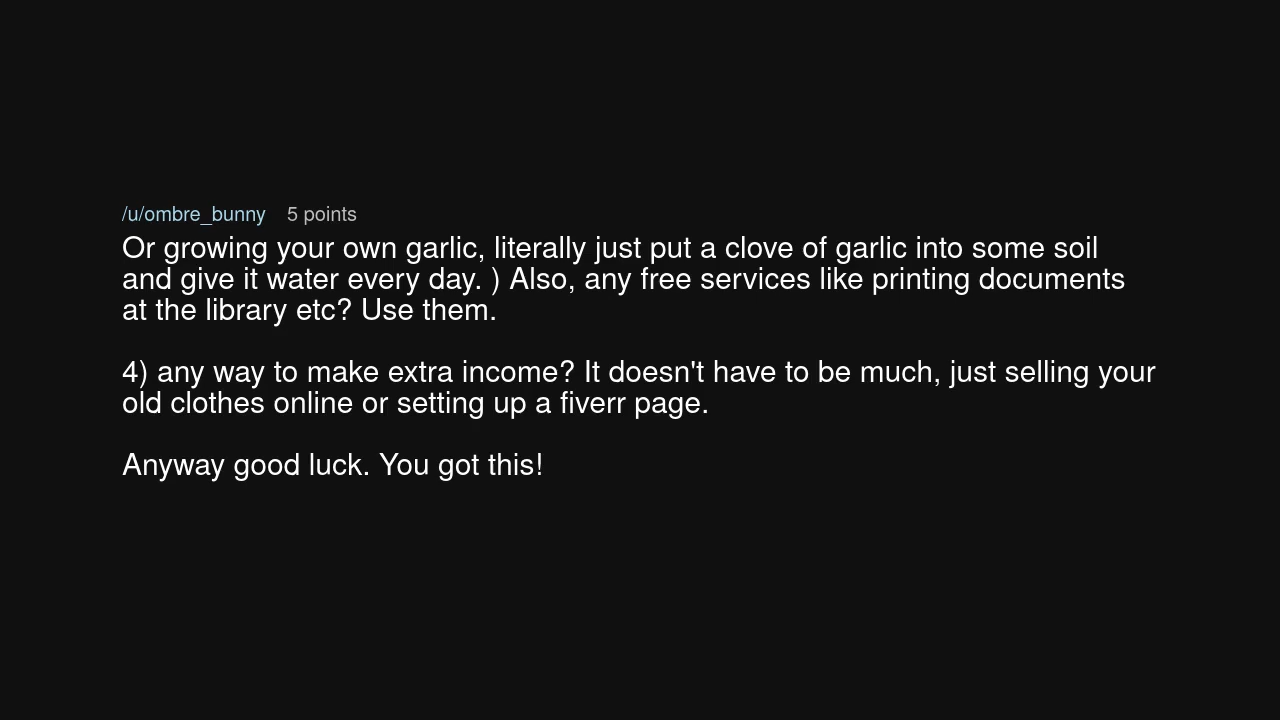 /u/ombre_bunny 5 points
Or growing your own garlic, literally just put a clove of garlic into some soil
and give it water every day. ) Also, any free services like printing documents
at the library etc? Use them.
4) any way to make extra income? It doesn't have to be much, just selling your
old clothes online or setting up a fiverr page.
Anyway good luck. You got this!